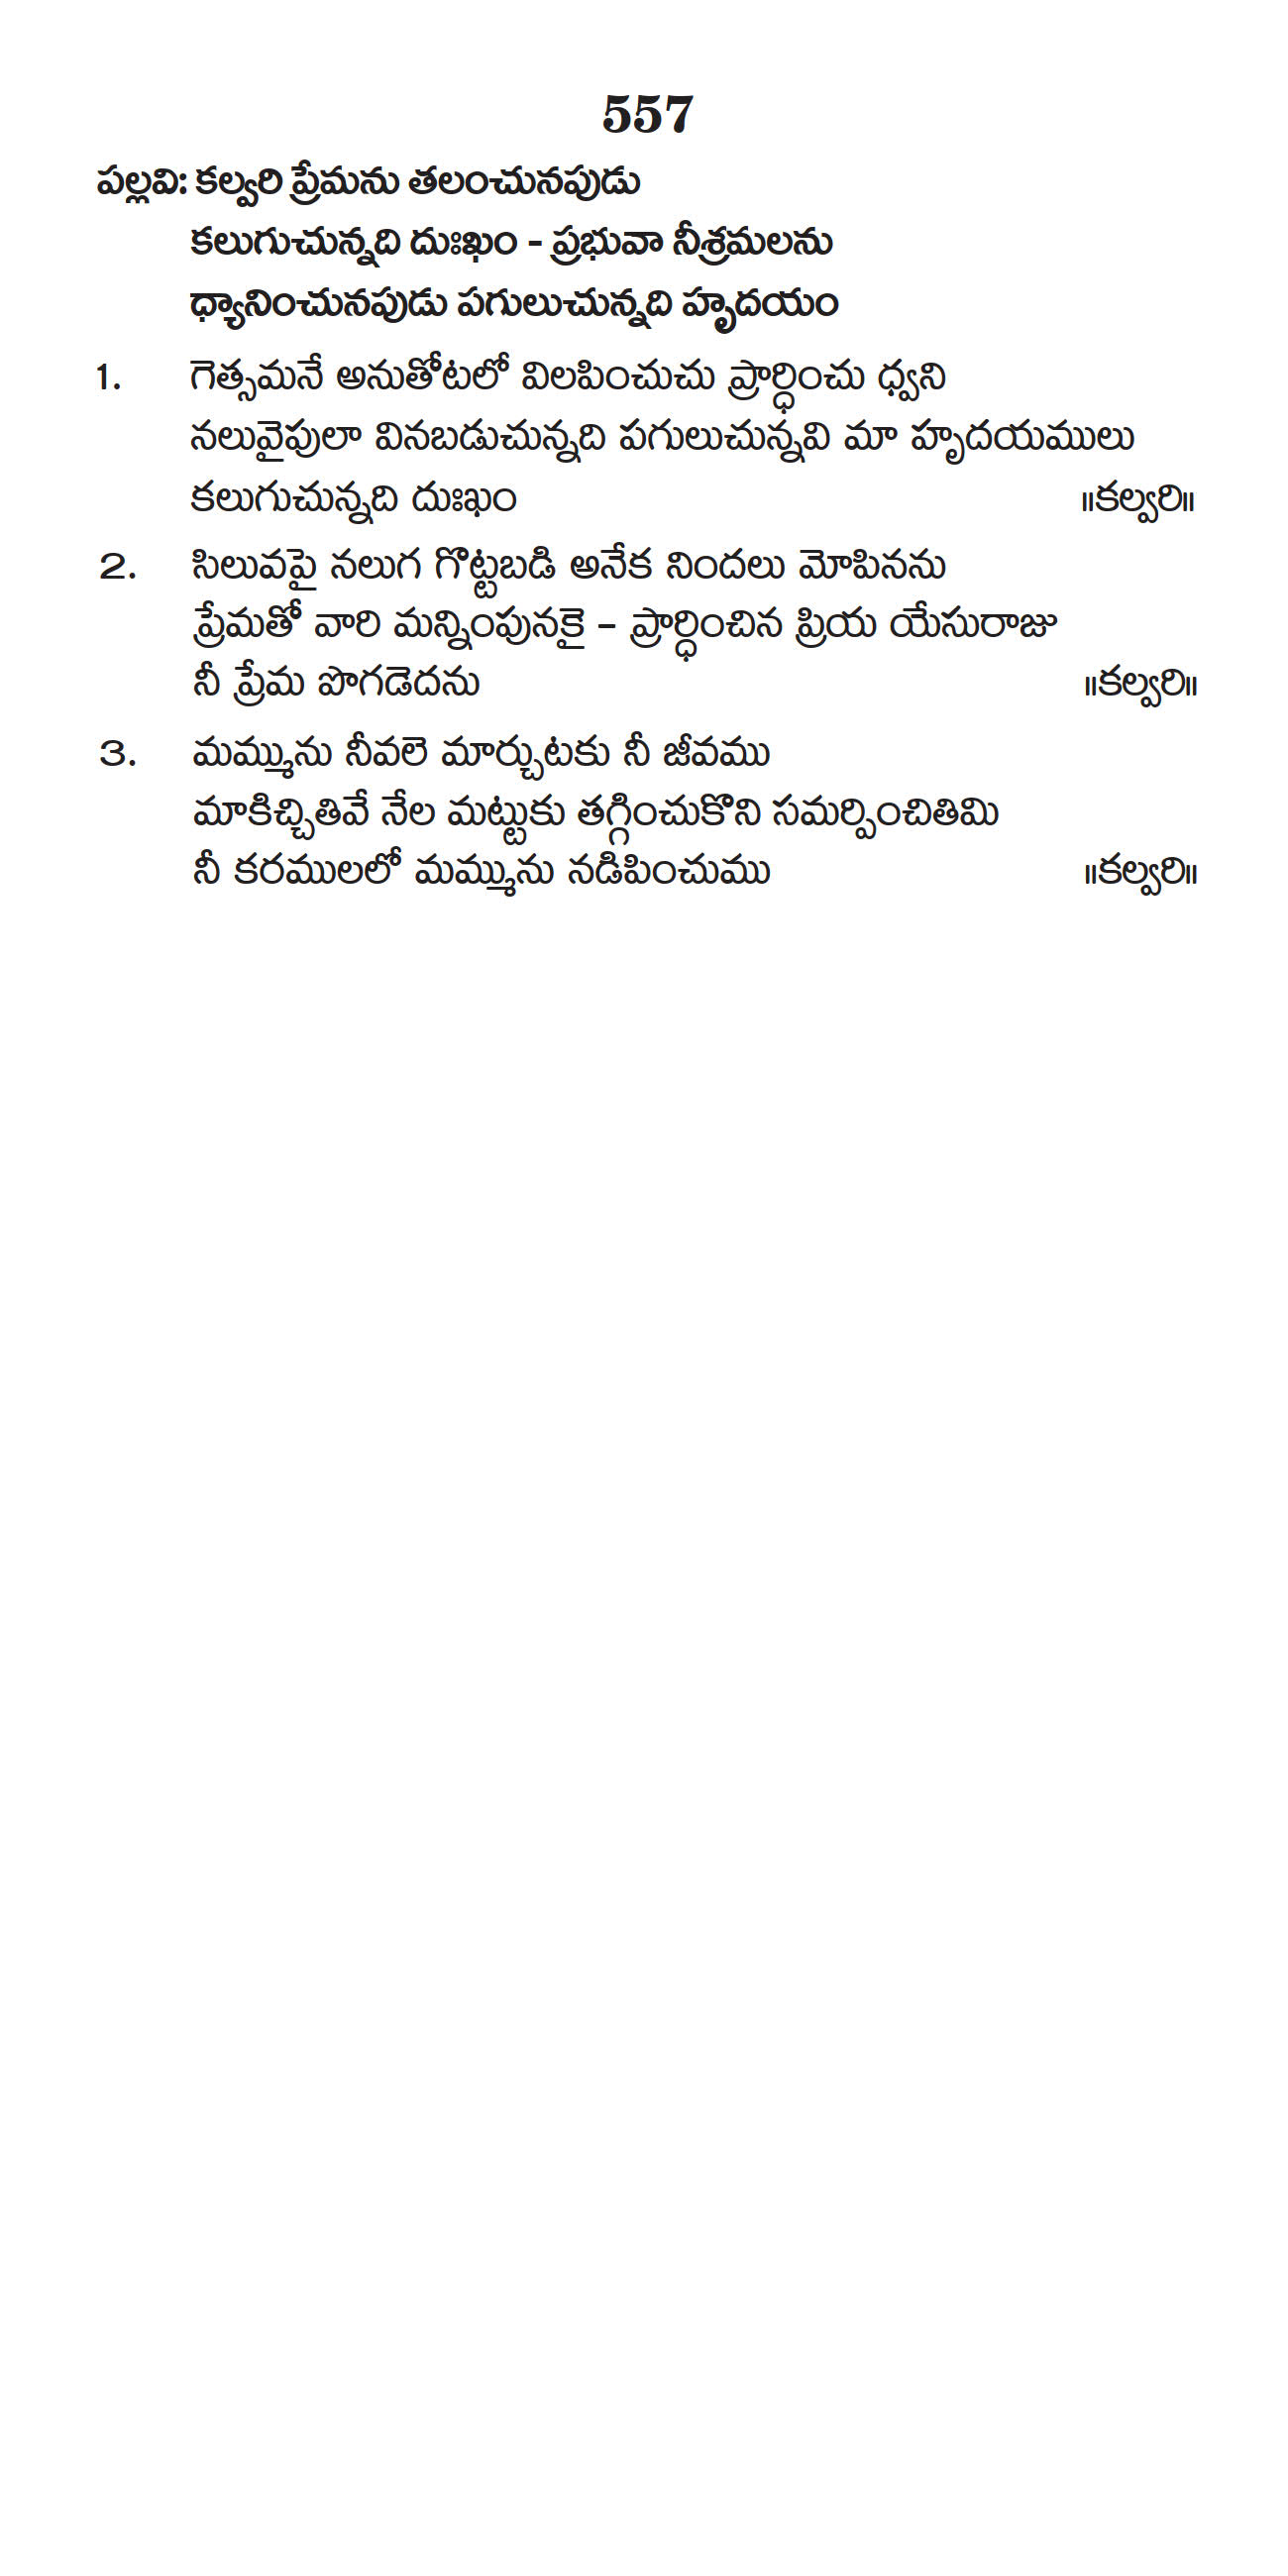 557
పల్లవి: కల్వరి ప్రేమను తలంచునపుడు
కలుగుచున్నది దుఃఖం - ప్రభువా నీశ్రమలను
ధ్యానించునపుడు పగులుచున్నది హృదయం
1. గెత్సమనే అనుతోటలో విలపించుచు ప్రార్ధించు ధ్వని
నలువైపులా వినబడుచున్నది పగులుచున్నవి మా హృదయములు
కలుగుచున్నది దుఃఖం ॥కల్వరి॥
2. సిలువపై నలుగ గొట్టబడి అనేక నిందలు మోపినను
ప్రేమతో వారి మన్నింపునకై – ప్రార్ధించిన ప్రియ యేసురాజు
నీ ప్రేమ పొగడెదను ॥కల్వరి॥
3. మమ్మును నీవలె మార్చుటకు నీ జీవము
మాకిచ్చితివే నేల మట్టుకు తగ్గించుకొని సమర్పించితిమి
నీ కరములలో మమ్మును నడిపించుము ॥కల్వరి॥